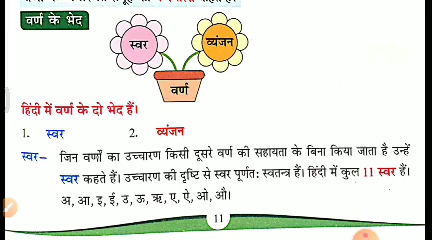 वर्ण के भेद
स्वर
व्यंजन
वर्ण
हिंदी में वर्ण के दो भेद हैं।
1. स्वर 2. व्यंजन
स्वर– जिन वर्णों का उच्चारण किसी दूसरे वर्ण की सहायता के बिना किया जाता है उन्हें
स्वर कहते हैं। उच्चारण की दृष्टि से स्वर पूर्णत: स्वतन्त्र हैं। हिंदी में कुल 11 स्वर हैं।
अ, आ, इ, ई, उ, ऊ, ऋ, ए, ऐ, ओ, औ।
11